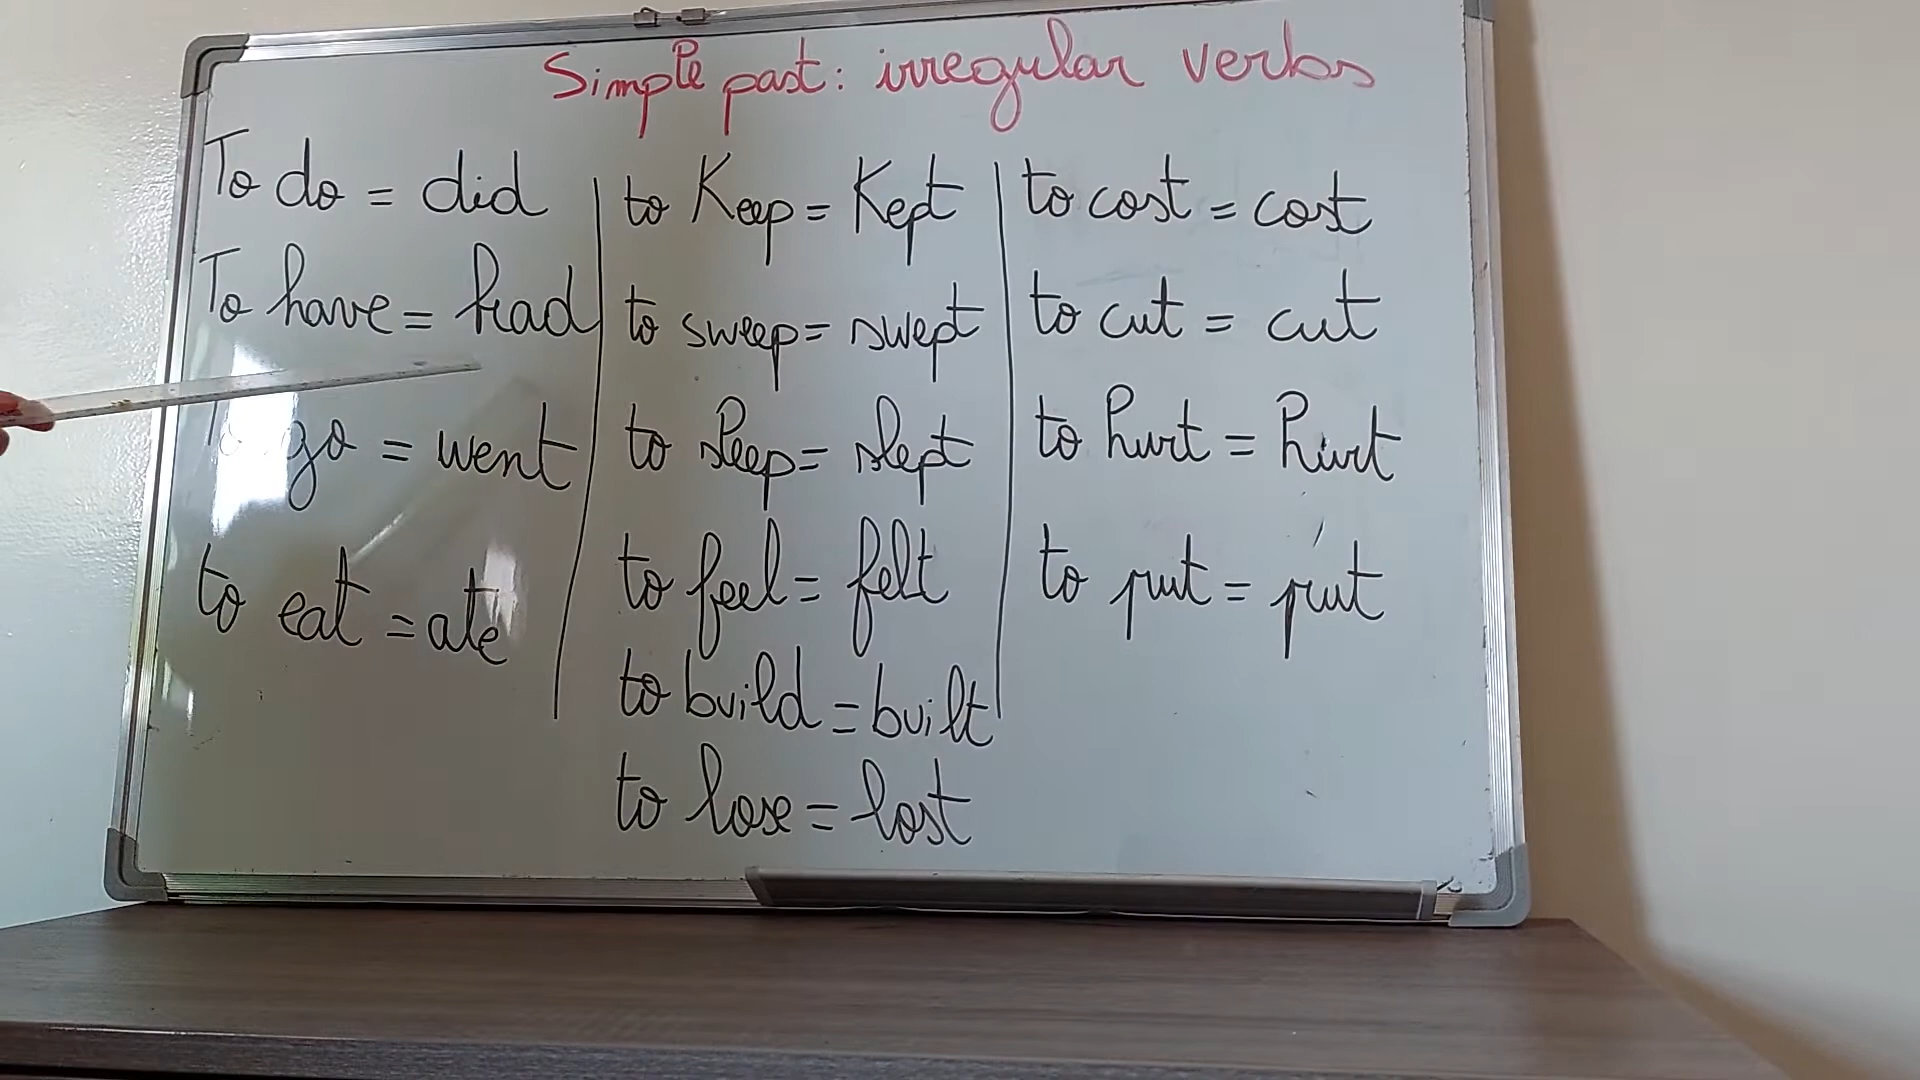 Simple past: irregular verbs
To do = did
To have = had
To go = went
to eat = ate
to Keep = Kept
to sweep = swept
to sleep = slept
to feel = felt
to build = built
to lose = lost
to cost = cost
to cut = cut
to hurt = hurt
to put = put